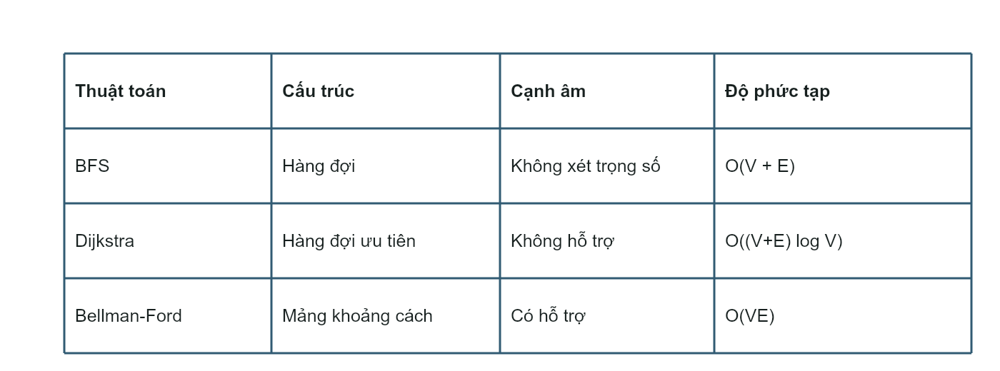 Thuật toán Cấu trúc Cạnh âm Độ phức tạp
BFS Hàng đợi Không xét trọng số O(V + E)
Dijkstra Hàng đợi ưu tiên Không hỗ trợ O((V+E) log V)
Bellman-Ford Mảng khoảng cách Có hỗ trợ O(VE)